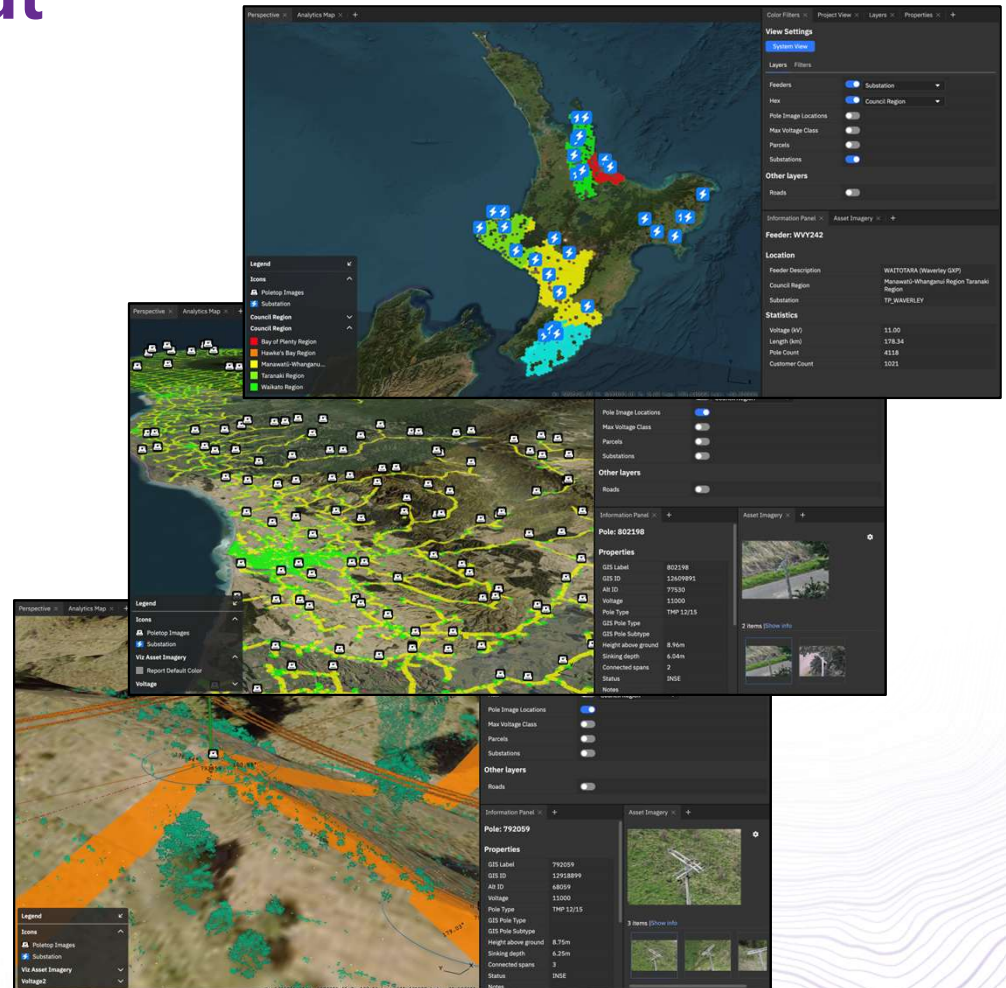 Perspective × Analytics Map × +
Color Filters × Project View × Layers × Properties × +
View Settings
System View
Layers Filters
Feeders Substation
Hex Council Region
Pole Image Locations
Max Voltage Class
Parcels
Substations
Other layers
Roads
Information Panel × Asset Imagery × +
Feeder: WVY242
Location
Feeder Description WAITOTARA (Waverley GXP)
Council Region Manawatū-Whanganui Region Taranaki
Region
Substation TP_WAVERLEY
Statistics
Voltage (kV) 11.00
Length (km) 178.34
Pole Count 4118
Customer Count 1021
Legend
Icons
Poletop Images
Substation
Council Region
Council Region
Bay of Plenty Region
Hawke's Bay Region
Manawatū-Whanganu...
Taranaki Region
Waikato Region
Perspective × Analytics Map ×
Pole Image Locations
Max Voltage Class
Parcels
Substations
Other layers
Roads
Information Panel × +
Asset Imagery × +
Pole: 802198
Properties
GIS Label 802198
GIS ID 12609891
Alt ID 77530
Voltage 11000
Pole Type TMP 12/15
GIS Pole Type
GIS Pole Subtype
Height above ground 8.96m
Sinking depth 6.04m
Connected spans 2
Status INSE
Notes
2 items |Show info
Legend
Icons
Poletop Images
Substation
Viz Asset Imagery
Report Default Color
Voltage
Perspective × Analytics Map ×
Pole Image Locations
Max Voltage Class
Parcels
Substations
Other layers
Roads
Information Panel × +
Asset Imagery × +
Pole: 792059
Properties
GIS Label 792059
GIS ID 12918899
Alt ID 68059
Voltage 11000
Pole Type TMP 12/15
GIS Pole Type
GIS Pole Subtype
Height above ground 8.75m
Sinking depth 6.25m
Connected spans 3
Status INSE
Notes
3 items |Show info
Legend
Icons
Poletop Images
Substation
Viz Asset Imagery
Voltage2